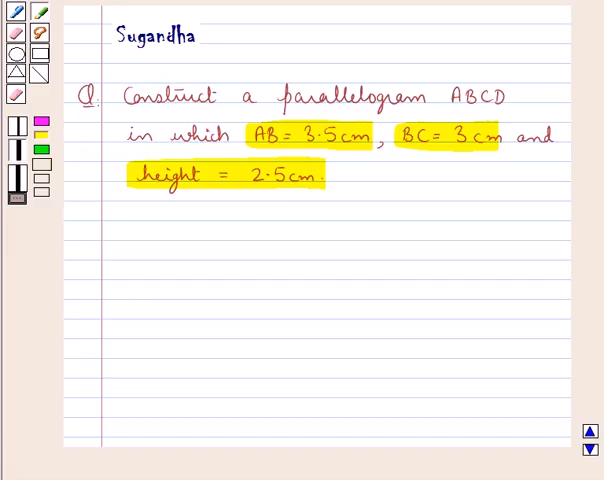 Sugandha
Q. Construct a parallelogram ABCD
in which AB = 3.5cm, BC = 3 cm and
height = 2.5cm.